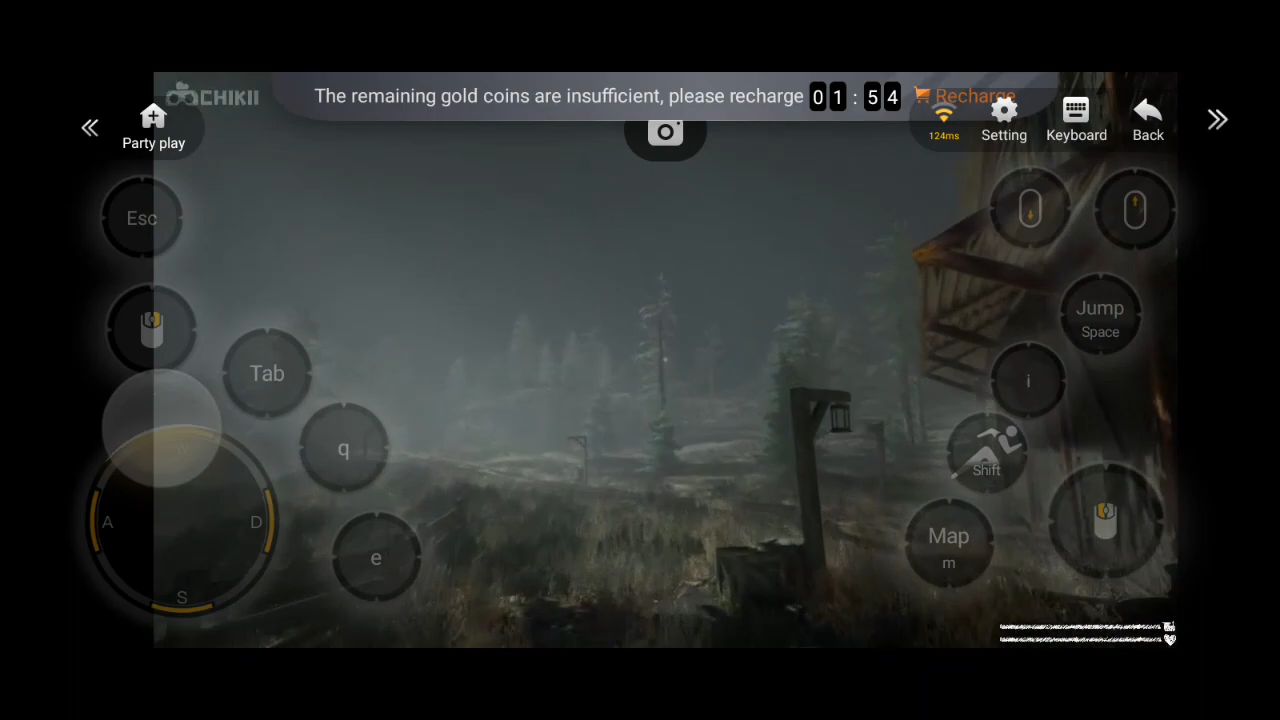 CHIKII
The remaining gold coins are insufficient, please recharge 01:54 Recharge
Party play
124ms
Setting
Keyboard
Back
Esc
Jump
Space
Tab
i
W
q
Shift
A
D
Map
m
e
S